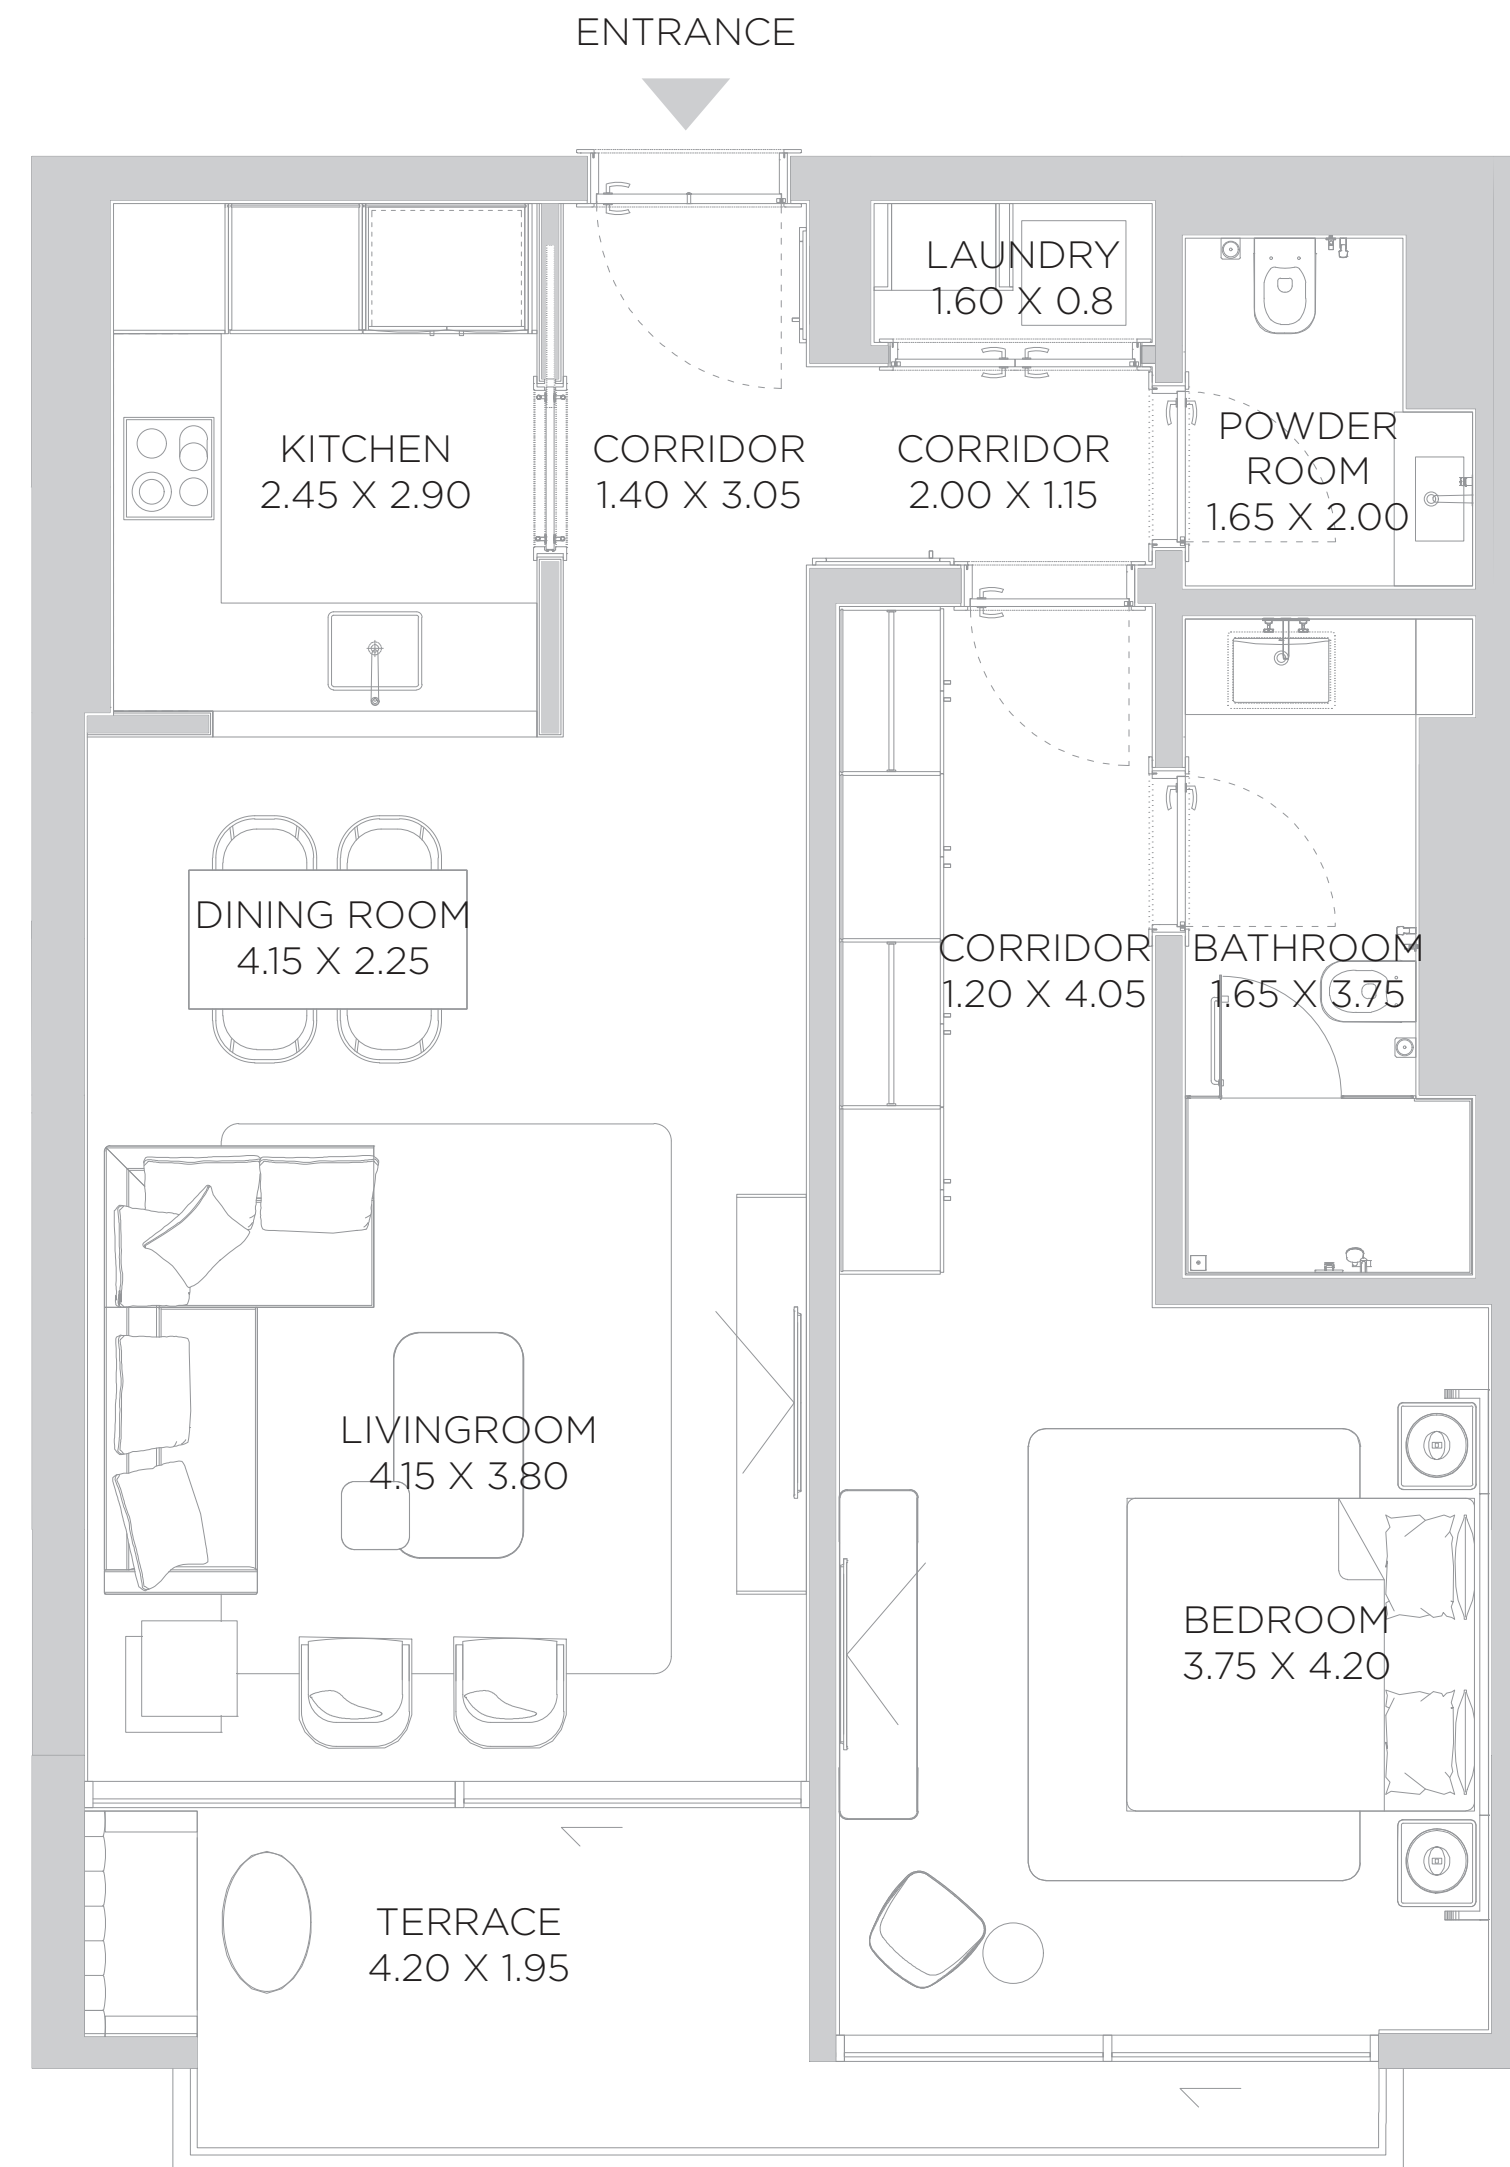 ENTRANCE
LAUNDRY
1.60 X 0.8
KITCHEN
2.45 X 2.90
CORRIDOR
1.40 X 3.05
CORRIDOR
2.00 X 1.15
POWDER
ROOM
1.65 X 2.00
DINING ROOM
4.15 X 2.25
CORRIDOR
1.20 X 4.05
BATHROOM
1.65 X 3.75
LIVINGROOM
4.15 X 3.80
BEDROOM
3.75 X 4.20
TERRACE
4.20 X 1.95